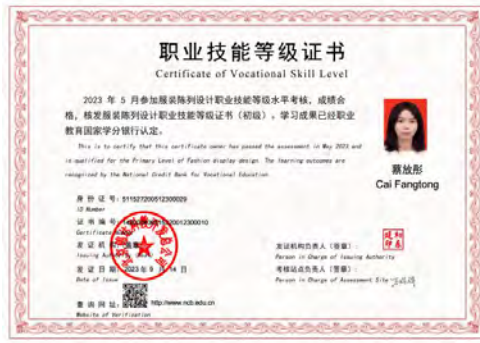 职业技能等级证书
Certificate of Vocational Skill Level
2023 年 5 月参加服装陈列设计职业技能等级水平考核，成绩合
格，核发服装陈列设计职业技能等级证书（初级）。学习成果已经职业
教育国家学分银行认定。
This is to certify that this certificate owner has passed the assessment in May 2023 and
is qualified for the Primary Level of Fashion display design. The learning outcomes are
recognized by the National Credit Bank for Vocational Education.
蔡放彤
Cai Fangtong
身 份 证 号：511527200512300029
ID Number
证 书 编 号：
Certificate
发 证 机 构：
Issuing
发证机构负责人（签章）：
Person in Charge of Issuing Authority
发 证 日 期：2023 年 9 月 14 日
Date of Issue
考核站点负责人（签章）：
Person in Charge of Assessment Site
查 询 网 址：http://www.ncb.edu.cn
Website of Verification